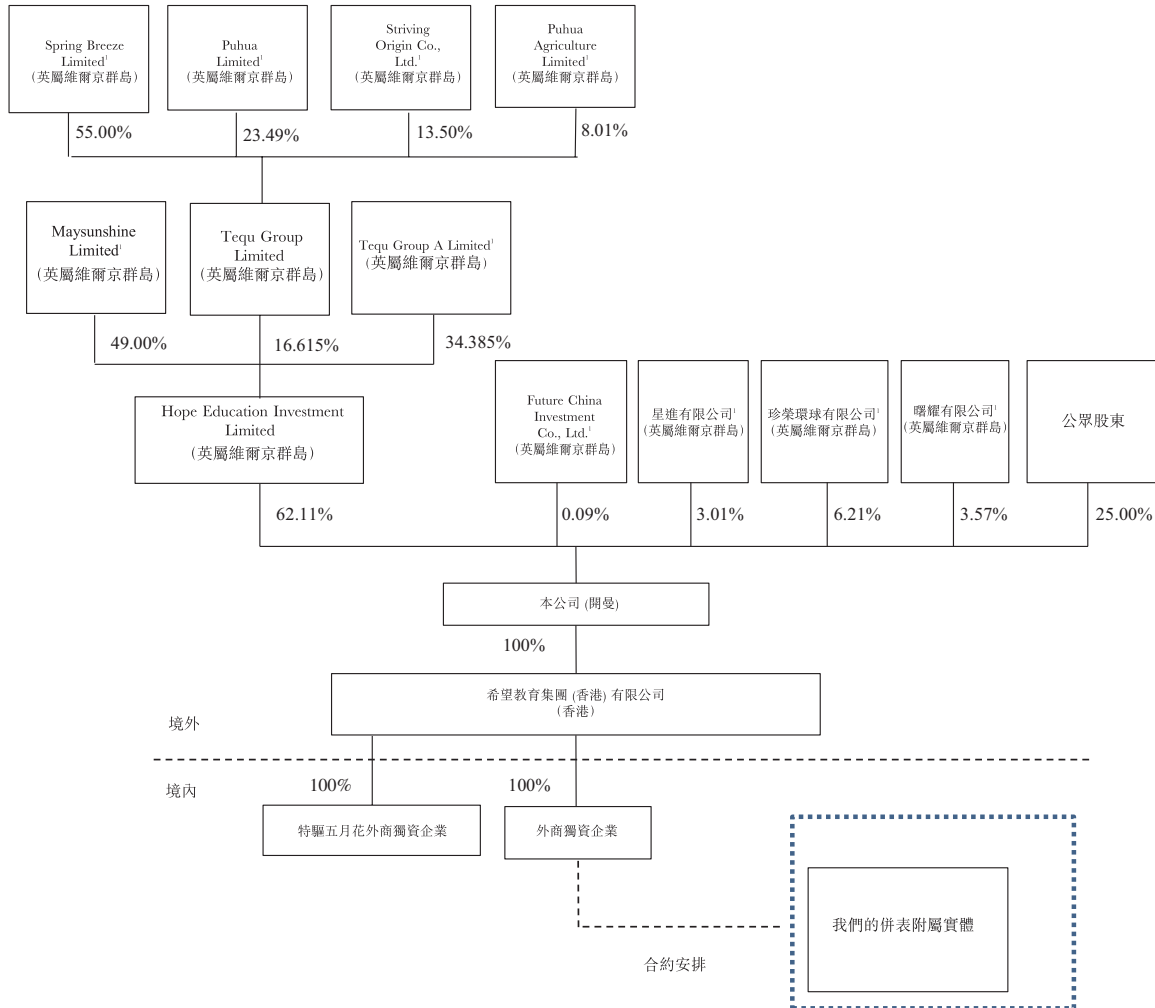 Spring Breeze
Limited¹
(英屬維爾京群島)
Puhua
Limited¹
(英屬維爾京群島)
Striving
Origin Co.,
Ltd.¹
(英屬維爾京群島)
Puhua
Agriculture
Limited¹
(英屬維爾京群島)
55.00%
23.49%
13.50%
8.01%
Maysunshine
Limited¹
(英屬維爾京群島)
Tequ Group
Limited
(英屬維爾京群島)
Tequ Group A Limited¹
(英屬維爾京群島)
49.00%
16.615%
34.385%
Hope Education Investment
Limited
(英屬維爾京群島)
Future China
Investment
Co., Ltd.¹
(英屬維爾京群島)
星進有限公司¹
(英屬維爾京群島)
珍榮環球有限公司¹
(英屬維爾京群島)
曙耀有限公司¹
(英屬維爾京群島)
公眾股東
62.11%
0.09%
3.01%
6.21%
3.57%
25.00%
本公司 (開曼)
100%
希望教育集團 (香港) 有限公司
(香港)
境外
境內
100%
100%
特驅五月花外商獨資企業
外商獨資企業
我們的併表附屬實體
合約安排